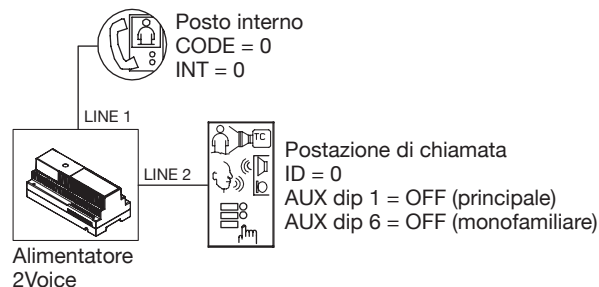 Posto interno
CODE = 0
INT = 0
LINE 1
LINE 2
TC
Postazione di chiamata
ID = 0
AUX dip 1 = OFF (principale)
AUX dip 6 = OFF (monofamiliare)
Alimentatore
2Voice